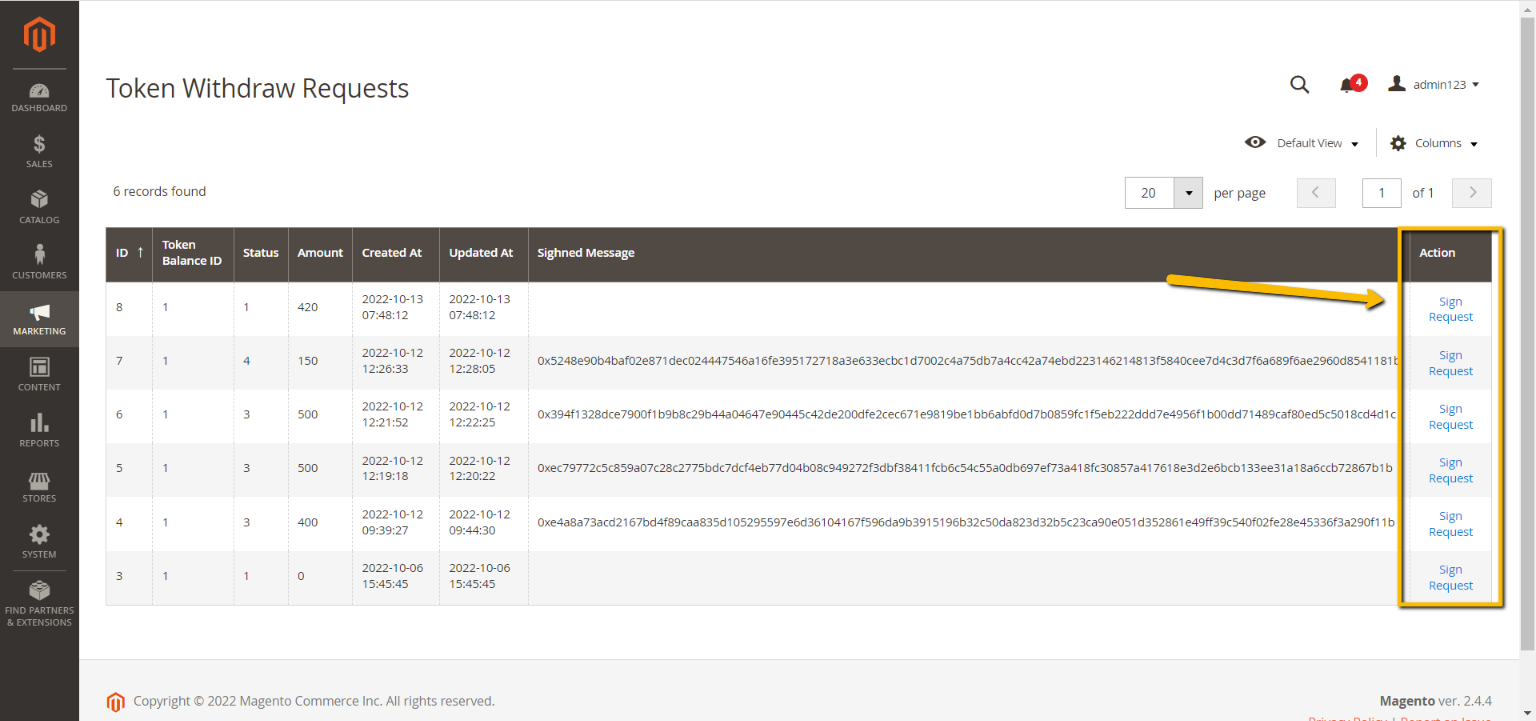 Token Withdraw Requests
4
admin123
Default View
Columns
6 records found
20
per page
1
of 1
ID ↑
Token
Balance ID
Status
Amount
Created At
Updated At
Sighned Message
Action
8
1
1
420
2022-10-13
07:48:12
2022-10-13
07:48:12
Sign
Request
7
1
4
150
2022-10-12
12:26:33
2022-10-12
12:28:05
0x5248e90b4baf02e871dec024447546a16fe395172718a3e633ecbc1d7002c4a75db7a4cc42a74ebd223146214813f5840cee7d4c3d7f6a689f6ae2960d8541181b
Sign
Request
6
1
3
500
2022-10-12
12:21:52
2022-10-12
12:22:25
0x394f1328dce7900f1b9b8c29b44a04647e90445c42de200dfe2cec671e9819be1bb6abfd0d7b0859fc1f5eb222ddd7e4956f1b00dd71489caf80ed5c5018cd4d1c
Sign
Request
5
1
3
500
2022-10-12
12:19:18
2022-10-12
12:20:22
0xec79772c5c859a07c28c2775bdc7dcf4eb77d04b08c949272f3dbf38411fcb6c54c55a0db697ef73a418fc30857a417618e3d2e6bcb133ee31a18a6ccb72867b1b
Sign
Request
4
1
3
400
2022-10-12
09:39:27
2022-10-12
09:44:30
0xe4a8a73acd2167bd4f89caa835d105295597e6d36104167f596da9b3915196b32c50da823d32b5c23ca90e051d352861e49ff39c540f02fe28e45336f3a290f11b
Sign
Request
3
1
1
0
2022-10-06
15:45:45
2022-10-06
15:45:45
Sign
Request
DASHBOARD
SALES
CATALOG
CUSTOMERS
MARKETING
CONTENT
REPORTS
STORES
SYSTEM
FIND PARTNERS
& EXTENSIONS
Copyright © 2022 Magento Commerce Inc. All rights reserved.
Magento ver. 2.4.4
Privacy Policy | Report an Issue